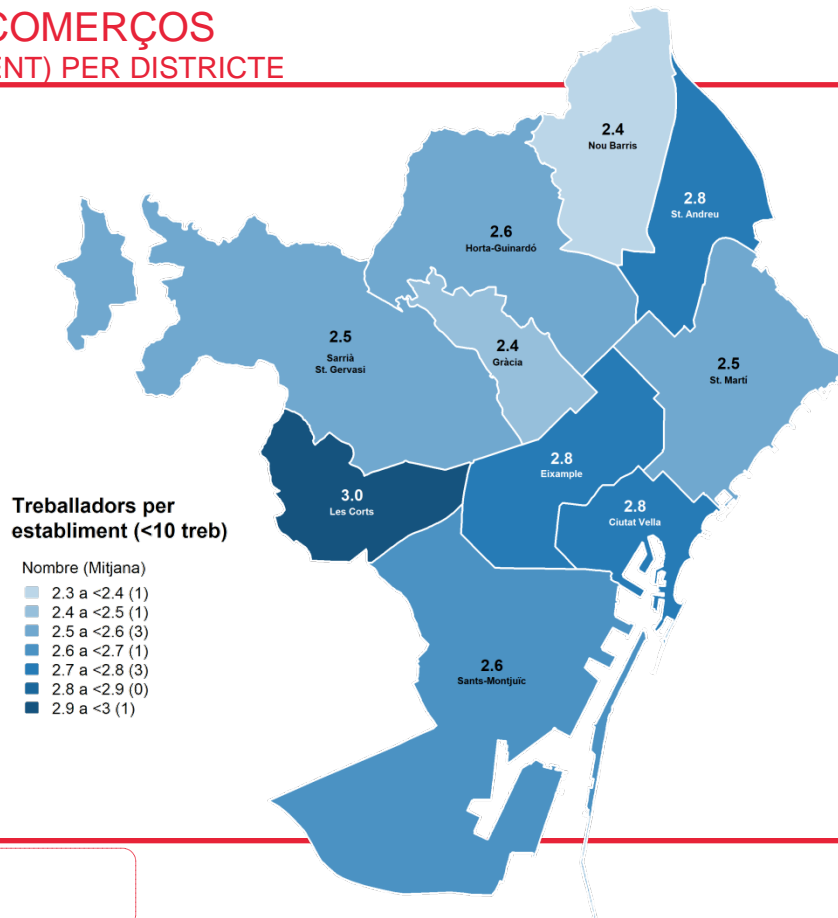 COMERÇOS
ENT) PER DISTRICTE
2.4
Nou Barris
2.8
St. Andreu
2.6
Horta-Guinardó
2.5
Sarrià
St. Gervasi
2.4
Gràcia
2.5
St. Martí
2.8
Eixample
3.0
Les Corts
2.8
Ciutat Vella
2.6
Sants-Montjuïc
Treballadors per
establiment (<10 treb)
Nombre (Mitjana)
2.3 a <2.4 (1)
2.4 a <2.5 (1)
2.5 a <2.6 (3)
2.6 a <2.7 (1)
2.7 a <2.8 (3)
2.8 a <2.9 (0)
2.9 a <3 (1)